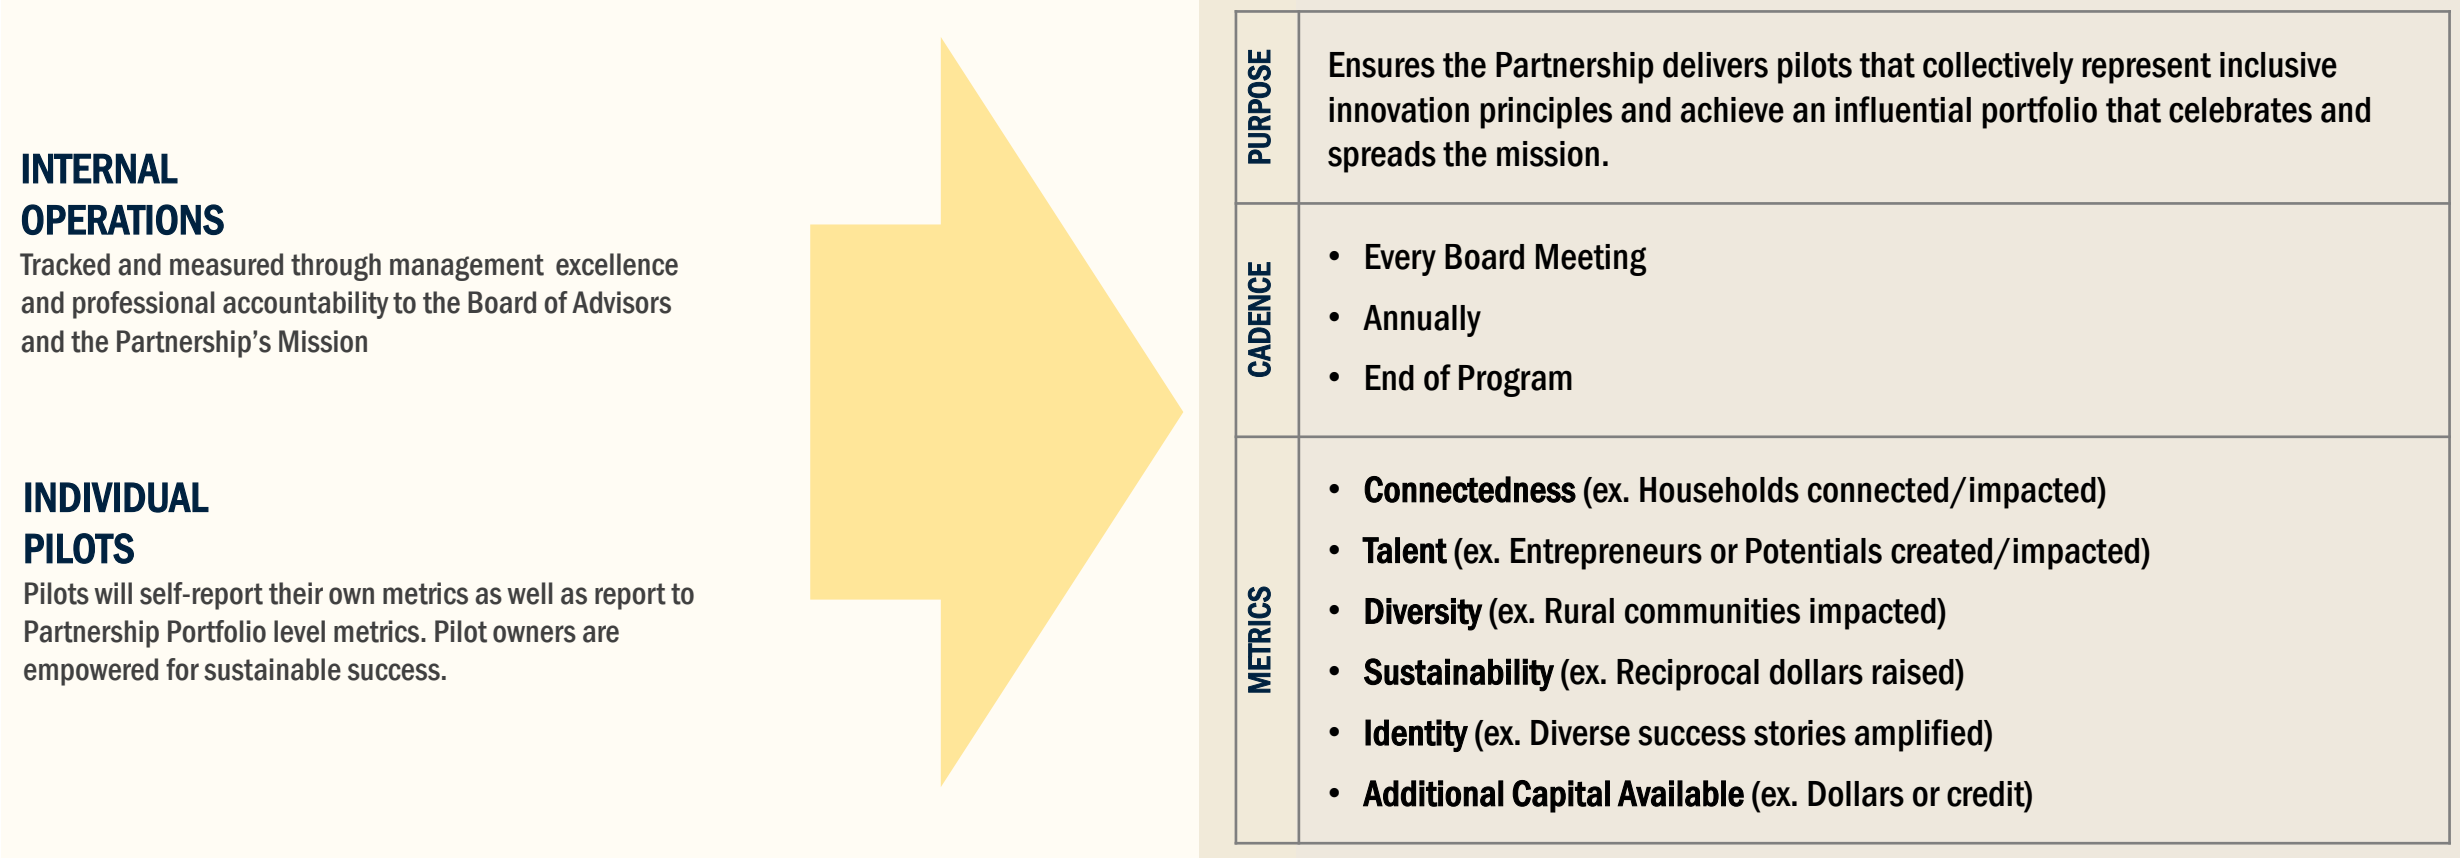 INTERNAL
OPERATIONS
Tracked and measured through management excellence
and professional accountability to the Board of Advisors
and the Partnership's Mission
INDIVIDUAL
PILOTS
Pilots will self-report their own metrics as well as report to
Partnership Portfolio level metrics. Pilot owners are
empowered for sustainable success.
PURPOSE
Ensures the Partnership delivers pilots that collectively represent inclusive
innovation principles and achieve an influential portfolio that celebrates and
spreads the mission.
CADENCE
• Every Board Meeting
• Annually
• End of Program
METRICS
• Connectedness (ex. Households connected/impacted)
• Talent (ex. Entrepreneurs or Potentials created/impacted)
• Diversity (ex. Rural communities impacted)
• Sustainability (ex. Reciprocal dollars raised)
• Identity (ex. Diverse success stories amplified)
• Additional Capital Available (ex. Dollars or credit)